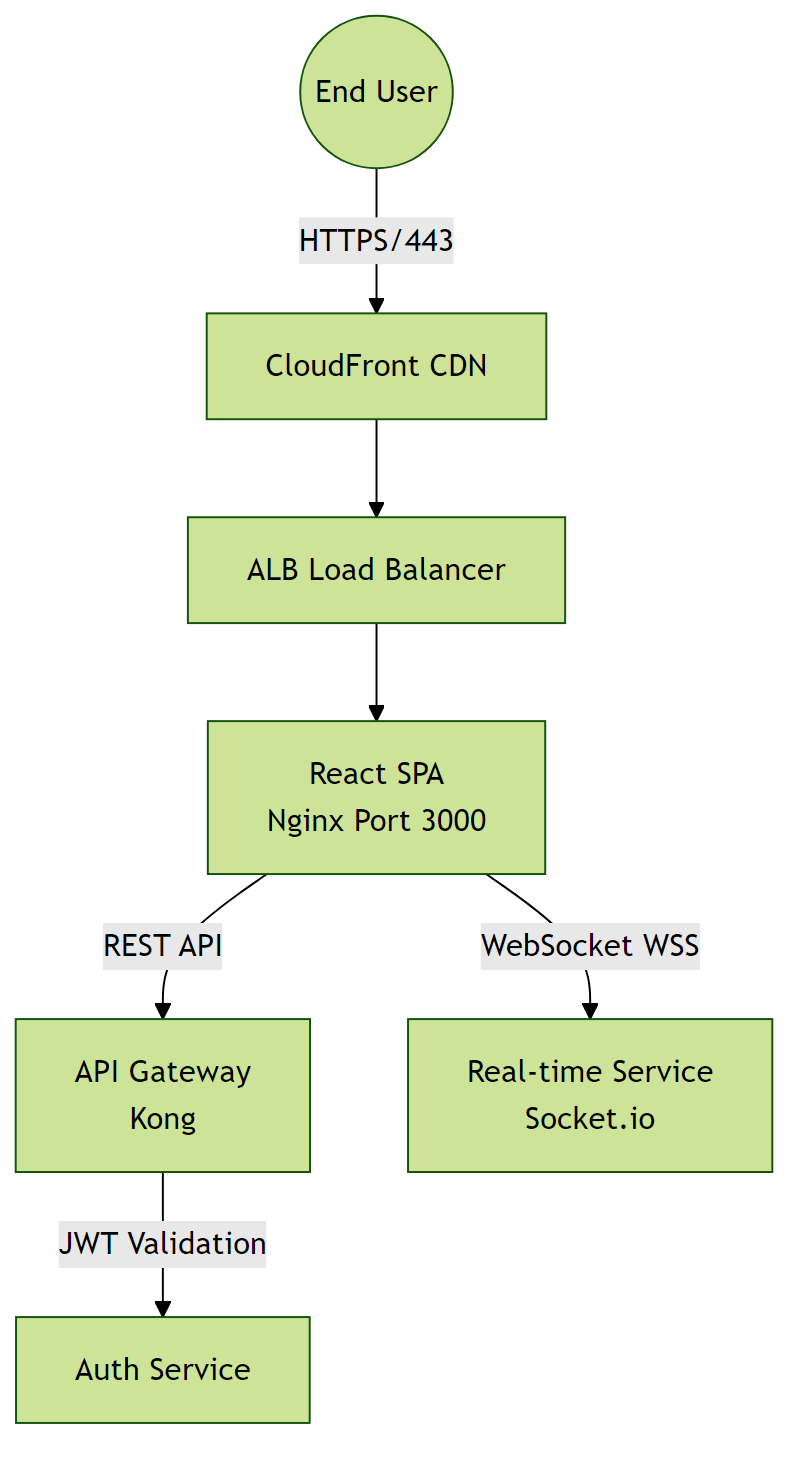 End User
HTTPS/443
CloudFront CDN
ALB Load Balancer
React SPA
Nginx Port 3000
REST API
WebSocket WSS
API Gateway
Kong
Real-time Service
Socket.io
JWT Validation
Auth Service